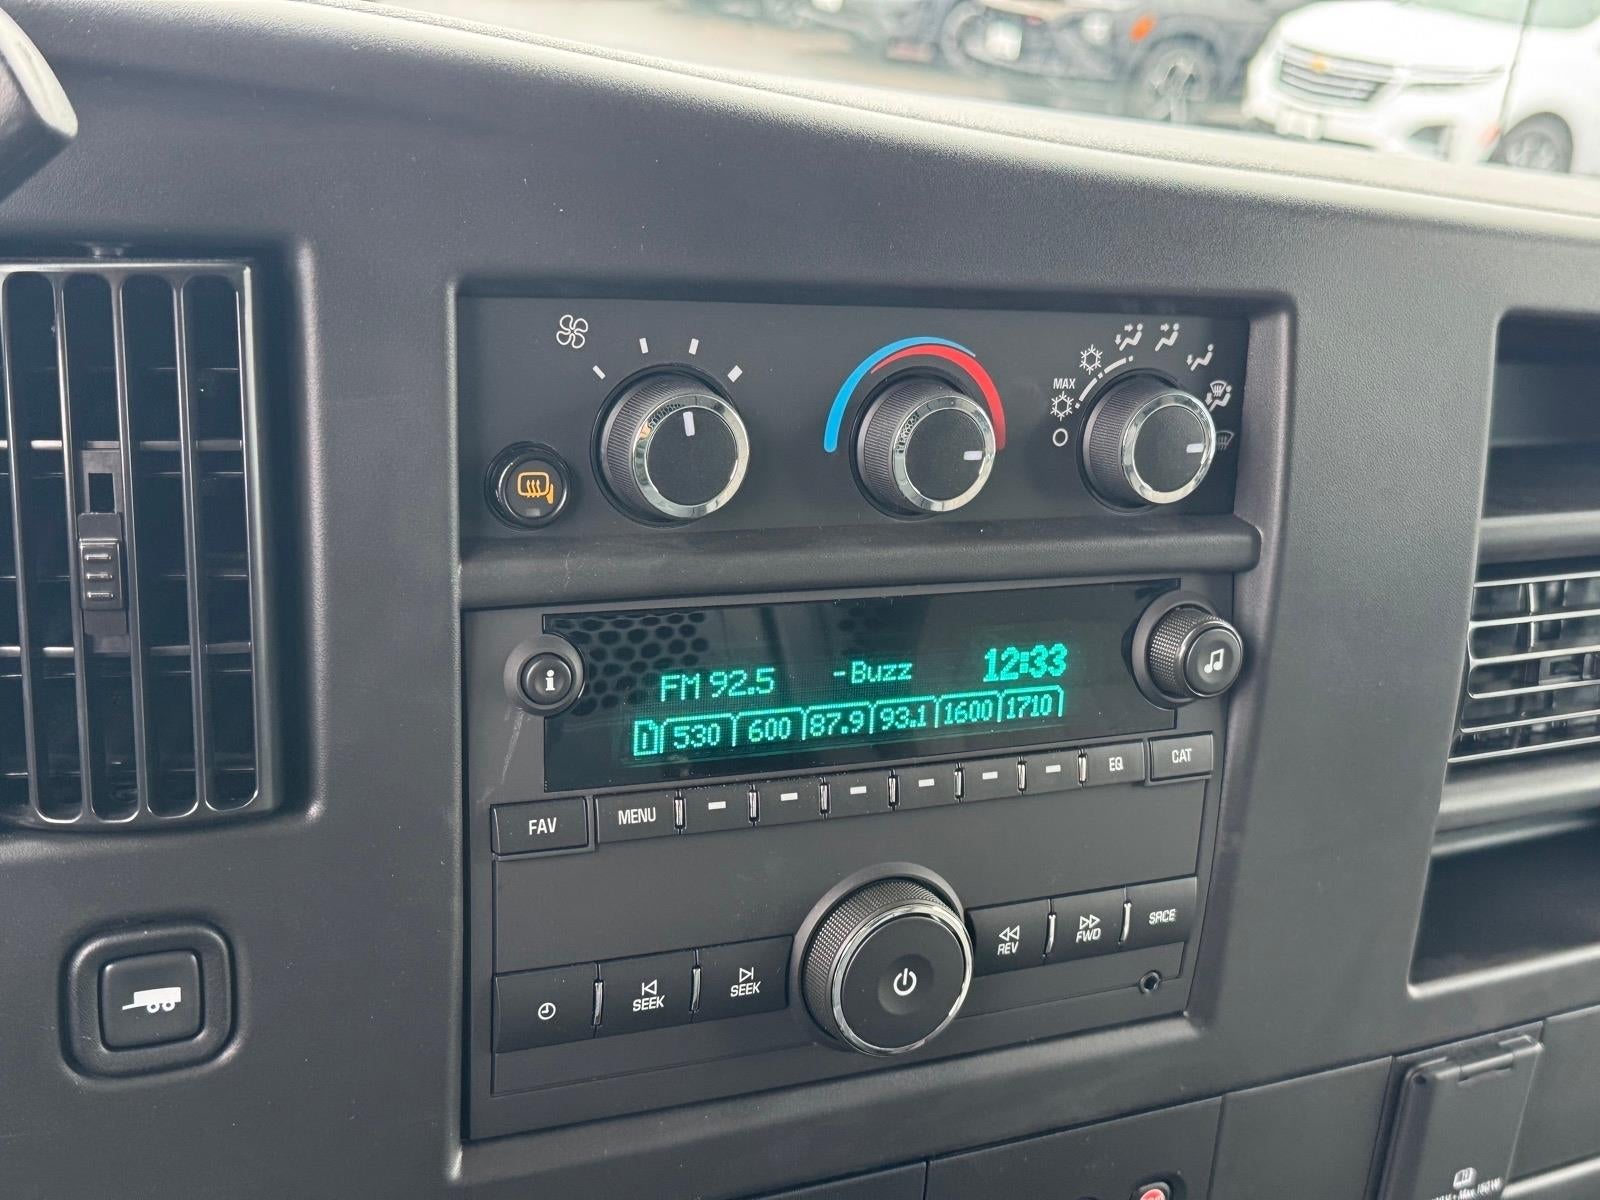 MAX
FM 92.5 -Buzz 12:33
530 600 87.9 93.1 1600 1710
i
FAV MENU EQ CAT
SEEK SEEK REV FWD SRCE